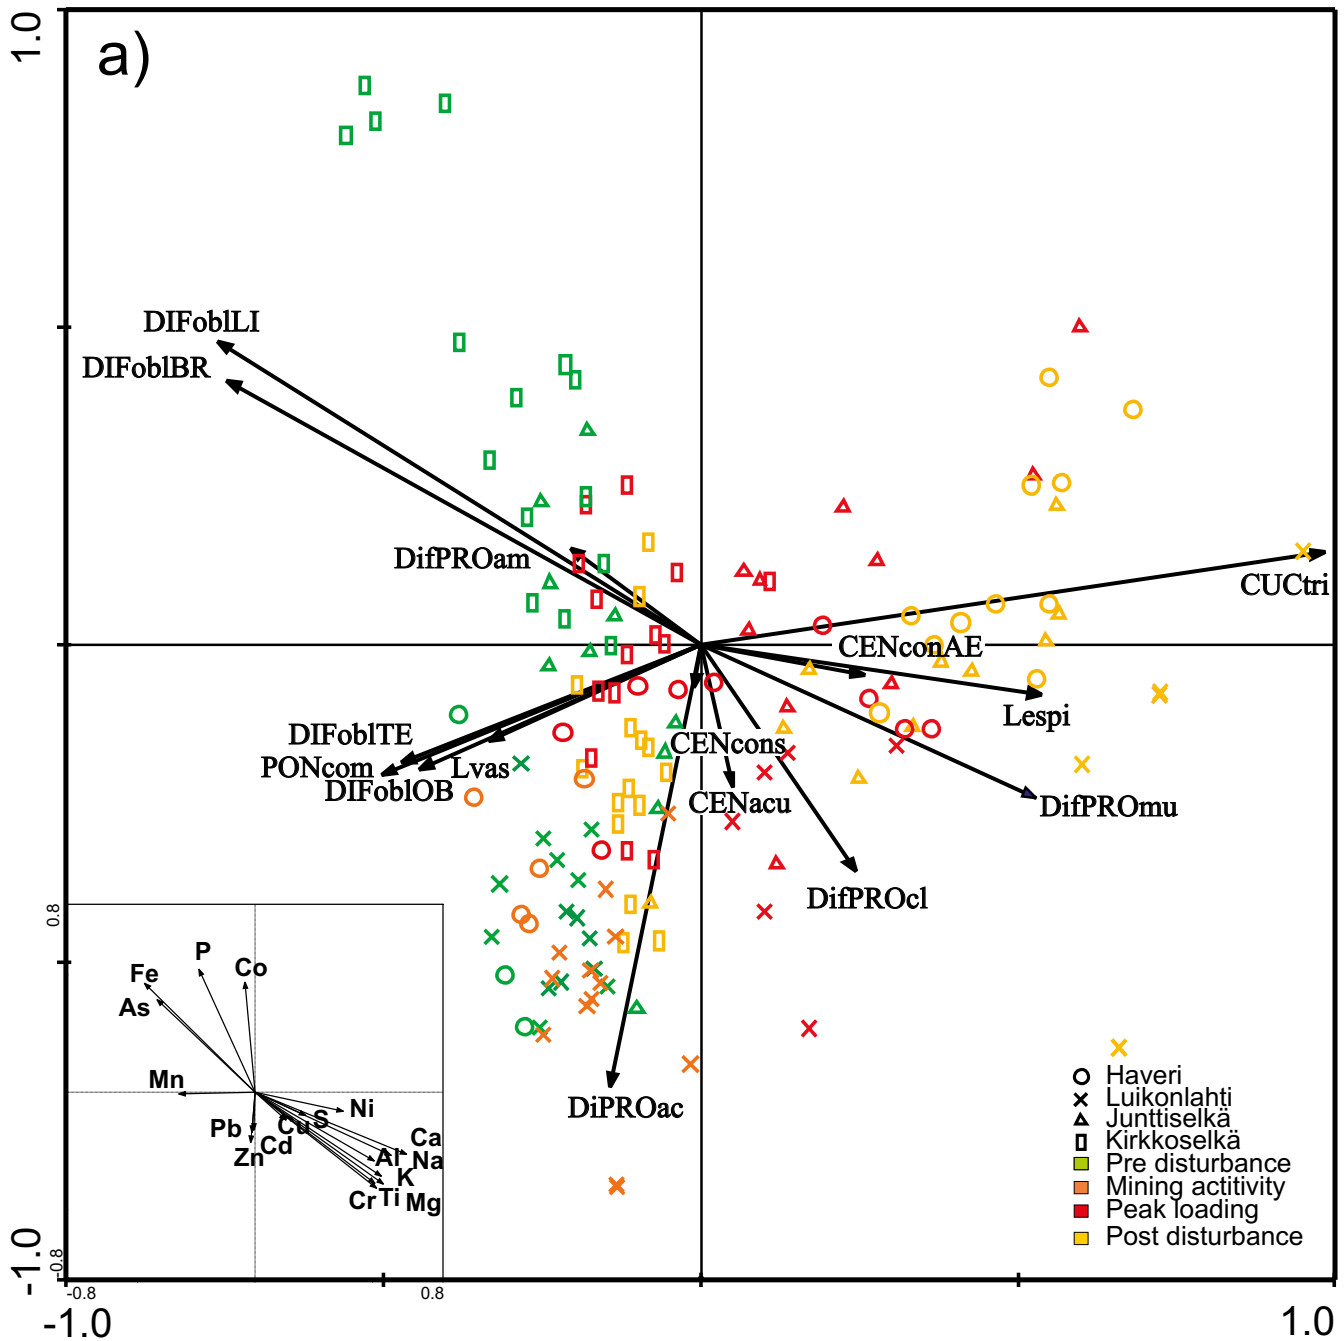 1.0
a)
DIFoblLI
DIFoblBR
DifPROam
CUCtri
CENconAE
Lespi
DIFoblTE
PONcom
DIFoblOB
Lvas
CENcons
CENacu
DifPROmu
DifPROcl
DiPROac
0.8
P
Co
Fe
As
Mn
Ni
S
Cu
Pb
Cd
Zn
Ca
Al
Na
K
Cr
Ti
Mg
-0.8
-0.8
0.8
Haveri
Luikonlahti
Junttiselkä
Kirkkoselkä
Pre disturbance
Mining actitivity
Peak loading
Post disturbance
-1.0
-1.0
1.0